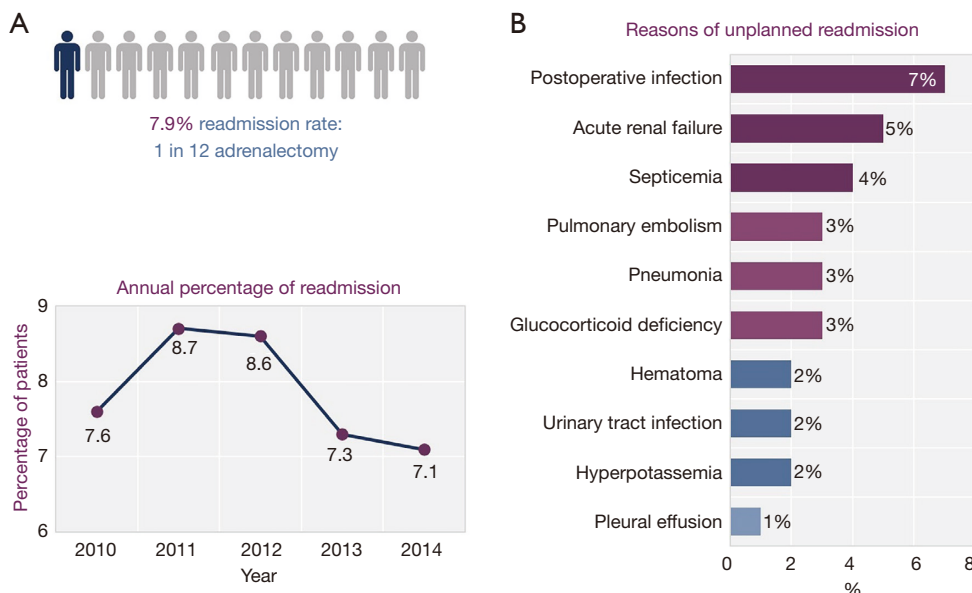 A
7.9% readmission rate:
1 in 12 adrenalectomy
Annual percentage of readmission
Percentage of patients
9
8
7
6
7.6
8.7
8.6
7.3
7.1
2010 2011 2012 2013 2014
Year
B
Reasons of unplanned readmission
Postoperative infection 7%
Acute renal failure 5%
Septicemia 4%
Pulmonary embolism 3%
Pneumonia 3%
Glucocorticoid deficiency 3%
Hematoma 2%
Urinary tract infection 2%
Hyperpotassemia 2%
Pleural effusion 1%
0 2 4 6 8
%